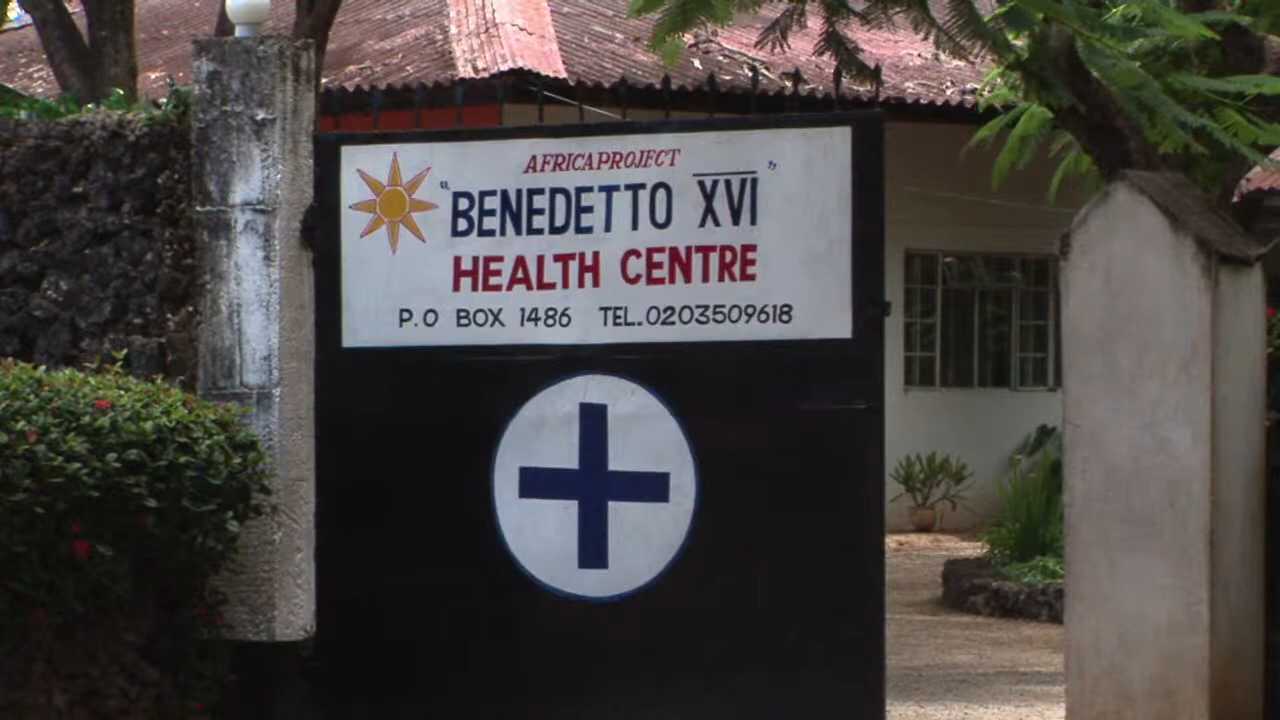 AFRICAPROJECT
"BENEDETTO XVI"
HEALTH CENTRE
P.O BOX 1486 TEL.0203509618